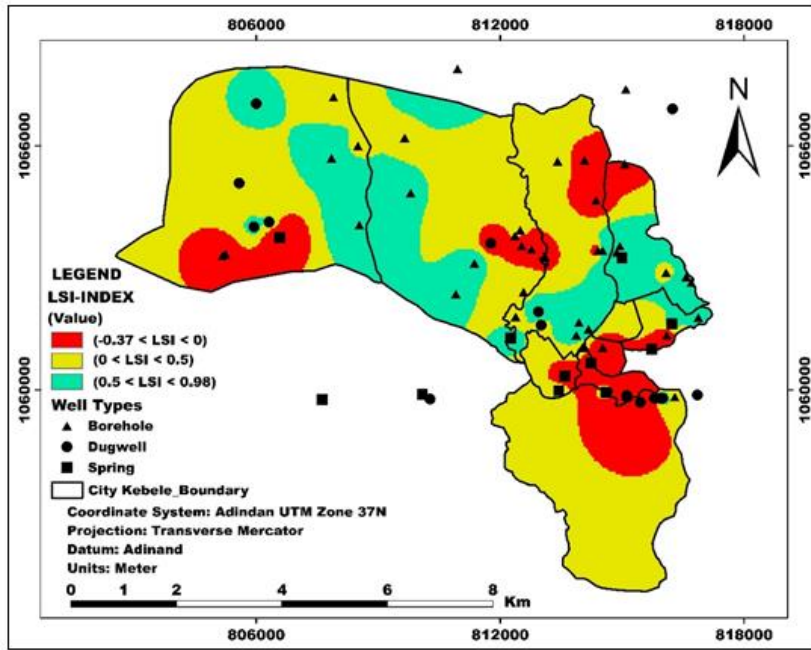 806000 812000 818000
N
1066000 1066000
LEGEND
LSI-INDEX
(Value)
(-0.37 < LSI < 0)
(0 < LSI < 0.5)
(0.5 < LSI < 0.98)
Well Types
Borehole
Dugwell
Spring
City Kebele_Boundary
1060000 1060000
Coordinate System: Adindan UTM Zone 37N
Projection: Transverse Mercator
Datum: Adinand
Units: Meter
0 1 2 4 6 8
Km
806000 812000 818000